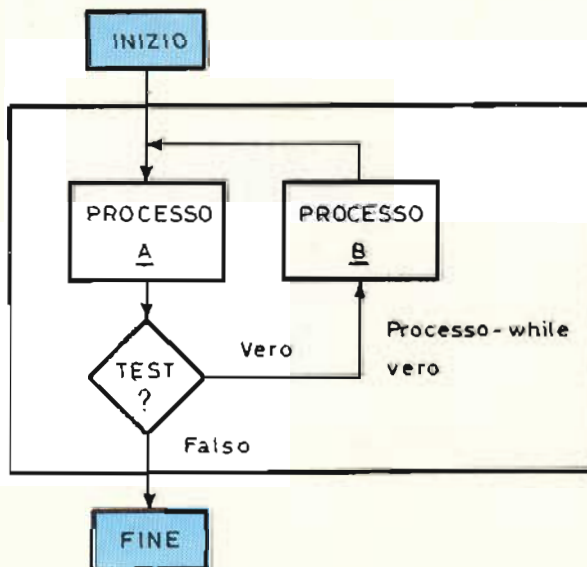 INIZIO
PROCESSO
A
PROCESSO
B
TEST
?
Vero
Processo-while
vero
Falso
FINE